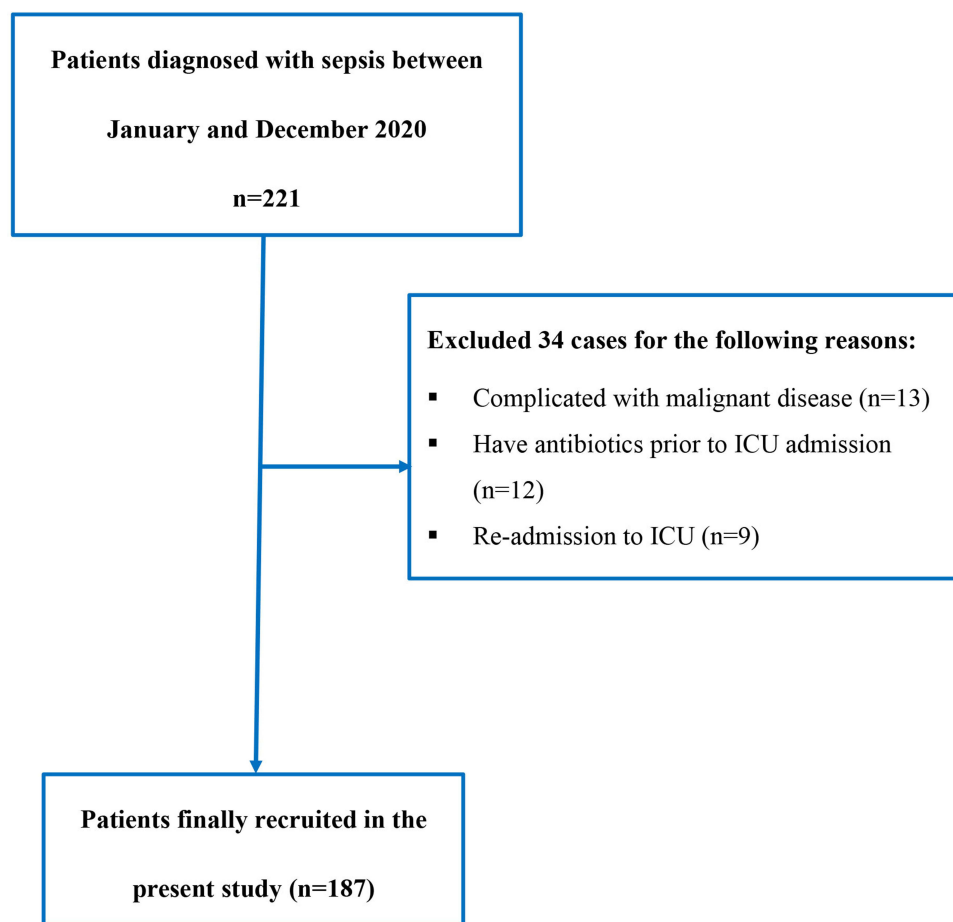 Patients diagnosed with sepsis between
January and December 2020
n=221
Excluded 34 cases for the following reasons:
▪ Complicated with malignant disease (n=13)
▪ Have antibiotics prior to ICU admission
(n=12)
▪ Re-admission to ICU (n=9)
Patients finally recruited in the
present study (n=187)